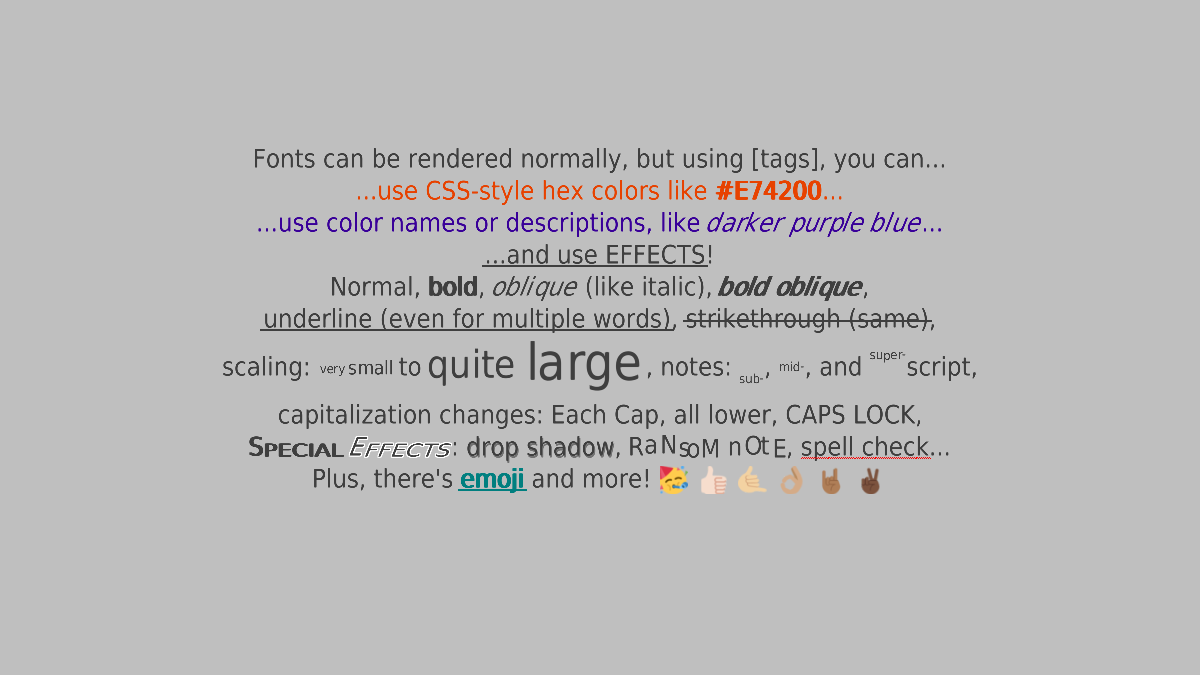 Fonts can be rendered normally, but using [tags], you can...
...use CSS-style hex colors like #E74200...
...use color names or descriptions, like darker purple blue...
...and use EFFECTS!
Normal, bold, oblique (like italic), bold oblique,
underline (even for multiple words), strikethrough (same),
scaling: very small to quite large, notes: sub-, mid-, and super-script,
capitalization changes: Each Cap, all lower, CAPS LOCK,
SPECIAL EFFECTS: drop shadow, RaNsoM nOtE, spell check...
Plus, there's emoji and more! 🥳 👍🏻 🤙🏼 👌🏽 🤘🏾 ✌🏿